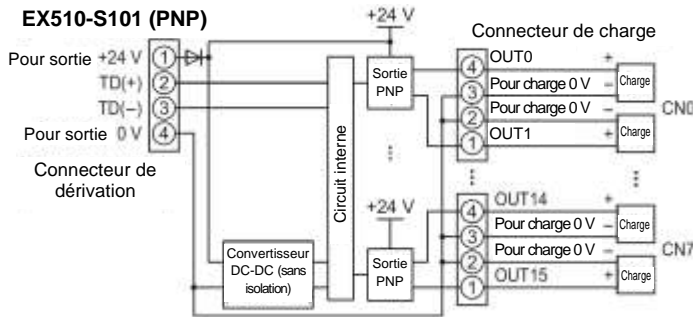 EX510-S101 (PNP)
+24 V
Connecteur de charge
Pour sortie +24 V 1
TD(+) 2
TD(–) 3
Pour sortie 0 V 4
Connecteur de
dérivation
Circuit interne
Sortie
PNP
4 OUT0 +
3 Pour charge 0 V –
Charge
2 Pour charge 0 V –
1 OUT1 +
Charge
CN0
+24 V
Convertisseur
DC-DC (sans
isolation)
Sortie
PNP
4 OUT14 +
3 Pour charge 0 V –
Charge
2 Pour charge 0 V –
1 OUT15 +
Charge
CN7